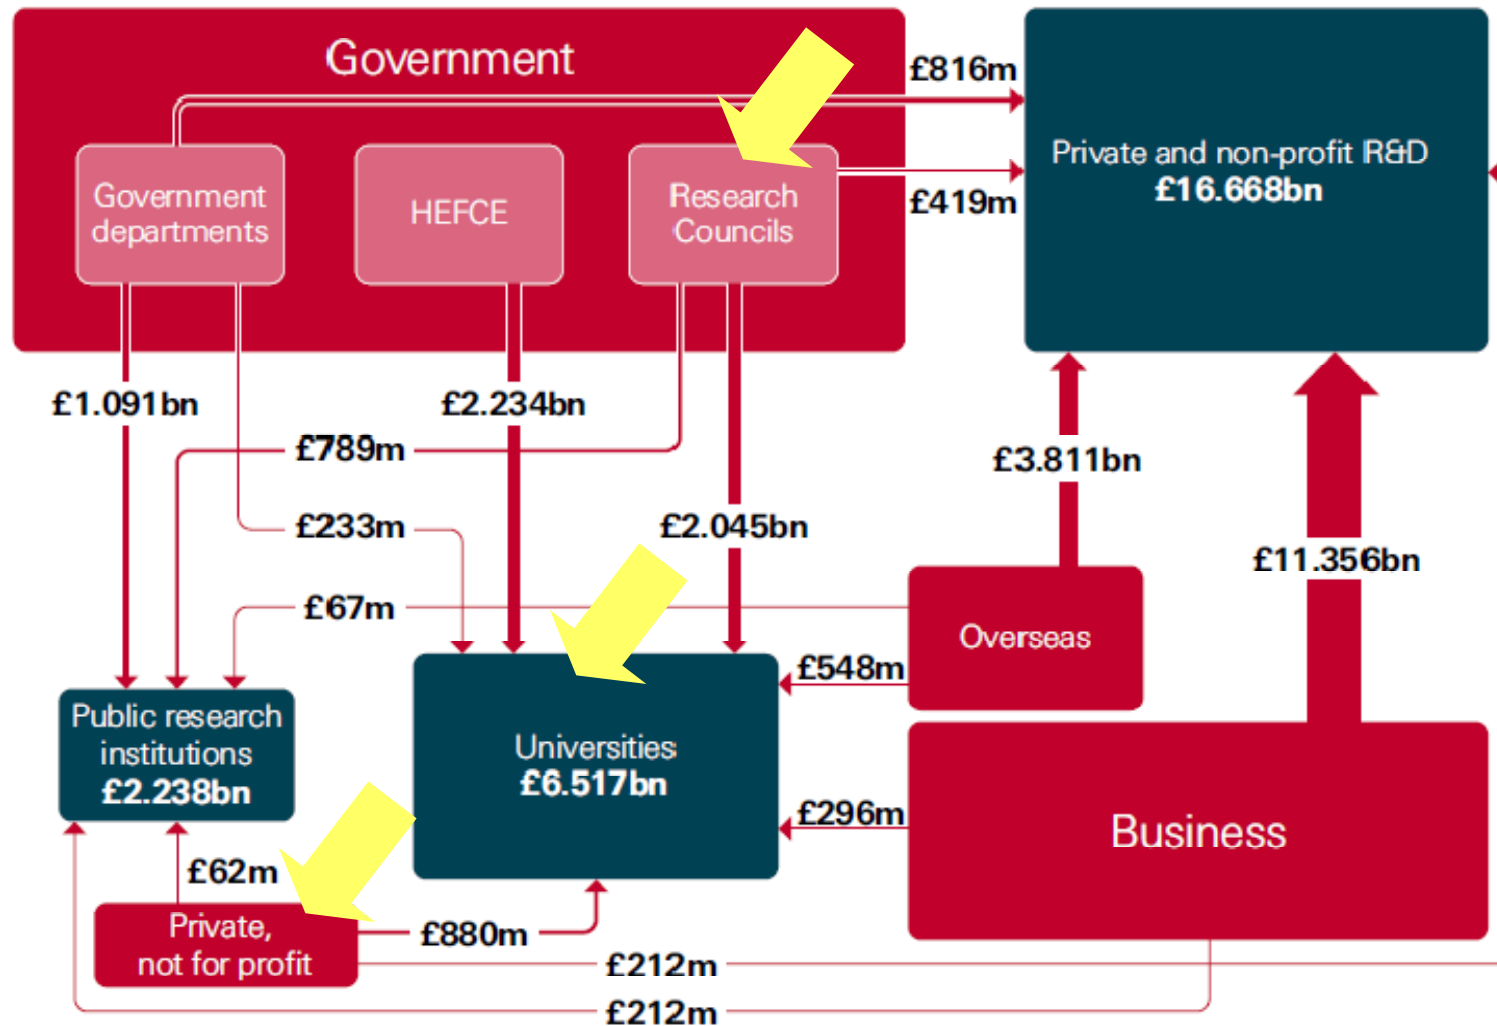 Government
£816m
Private and non-profit R&D
£16.668bn
Government
departments
HEFCE
Research
Councils
£419m
£1.091bn
£2.234bn
£789m
£3.811bn
£233m
£2.045bn
£11.356bn
£67m
Overseas
£548m
Public research
institutions
£2.238bn
Universities
£6.517bn
£296m
Business
£62m
Private,
not for profit
£880m
£212m
£212m